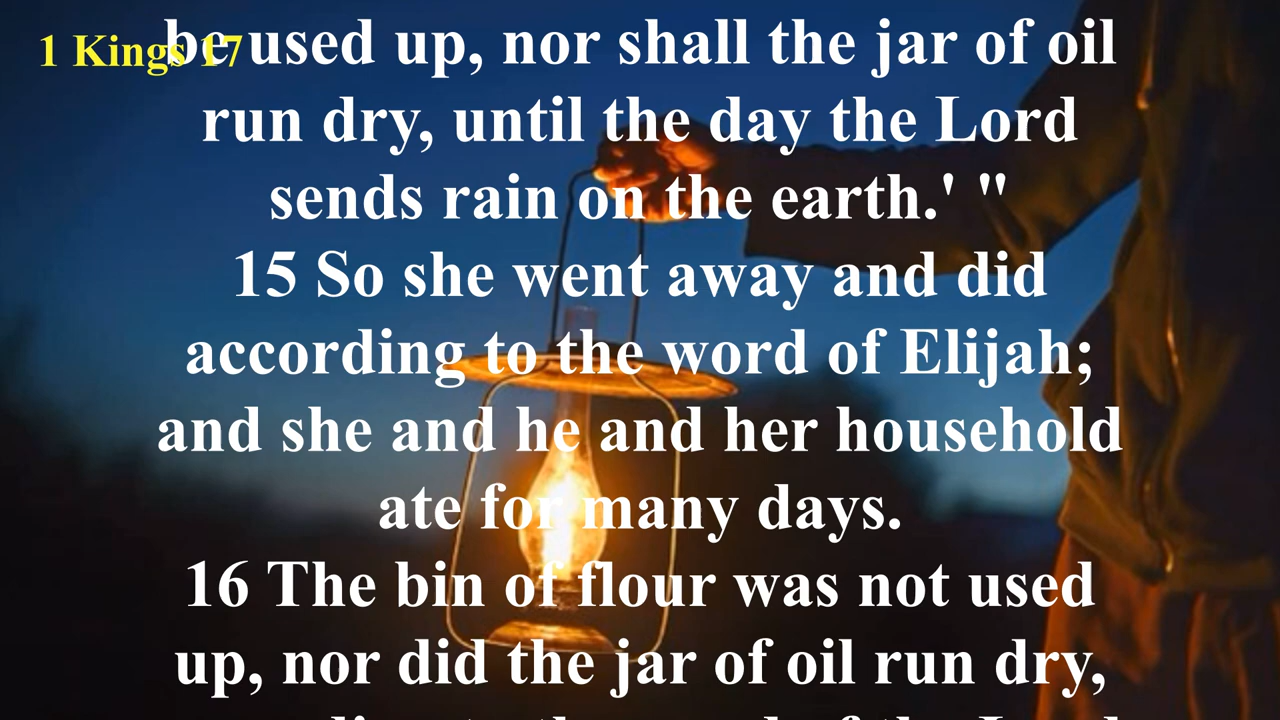 1 Kings 17
be used up, nor shall the jar of oil
run dry, until the day the Lord
sends rain on the earth.' "
15 So she went away and did
according to the word of Elijah;
and she and he and her household
ate for many days.
16 The bin of flour was not used
up, nor did the jar of oil run dry,